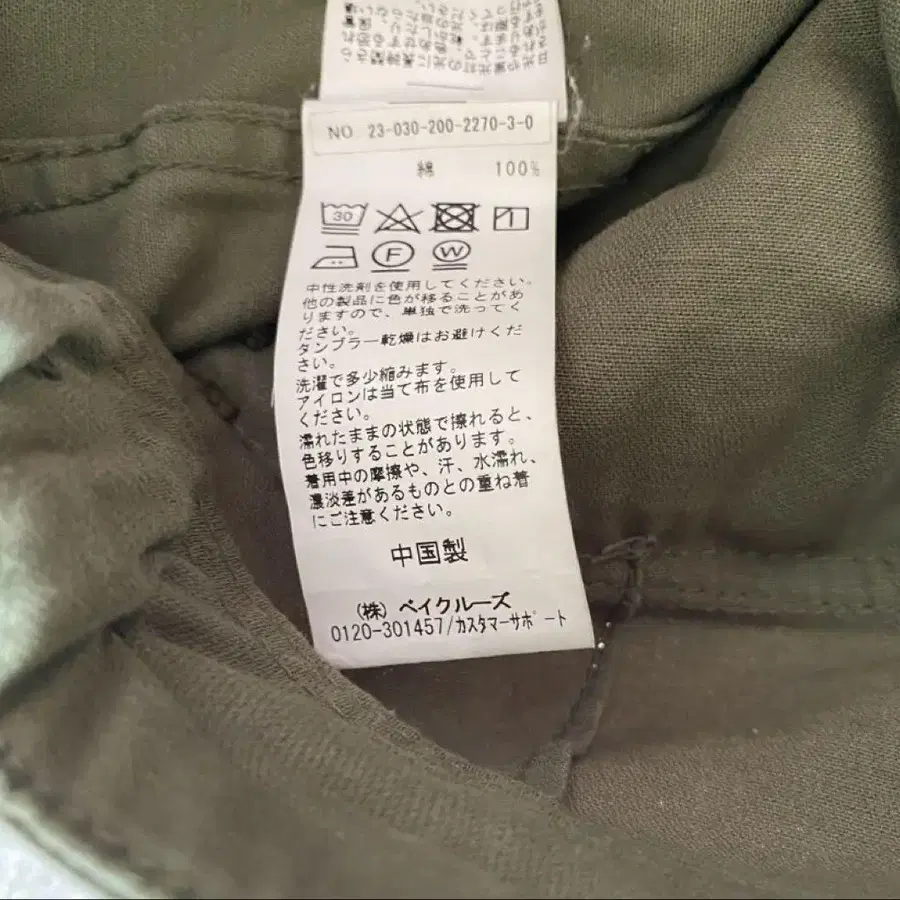 NO 23-030-200-2270-3-0
綿 100%
30
F W
中性洗剤を使用してください。
他の製品に色が移ることがあ
りますので、単独で洗ってく
ださい。
タンブラー乾燥はお避けくだ
さい。
洗濯で多少縮みます。
アイロンは当て布を使用して
ください。
濡れたままの状態で擦れると、
色移りすることがあります。
着用中の摩擦や、汗、水濡れ、
濃淡差があるものとの重ね着
にご注意ください。
中国製
(株) ベイクルーズ
0120-301457/カスタマーサポート